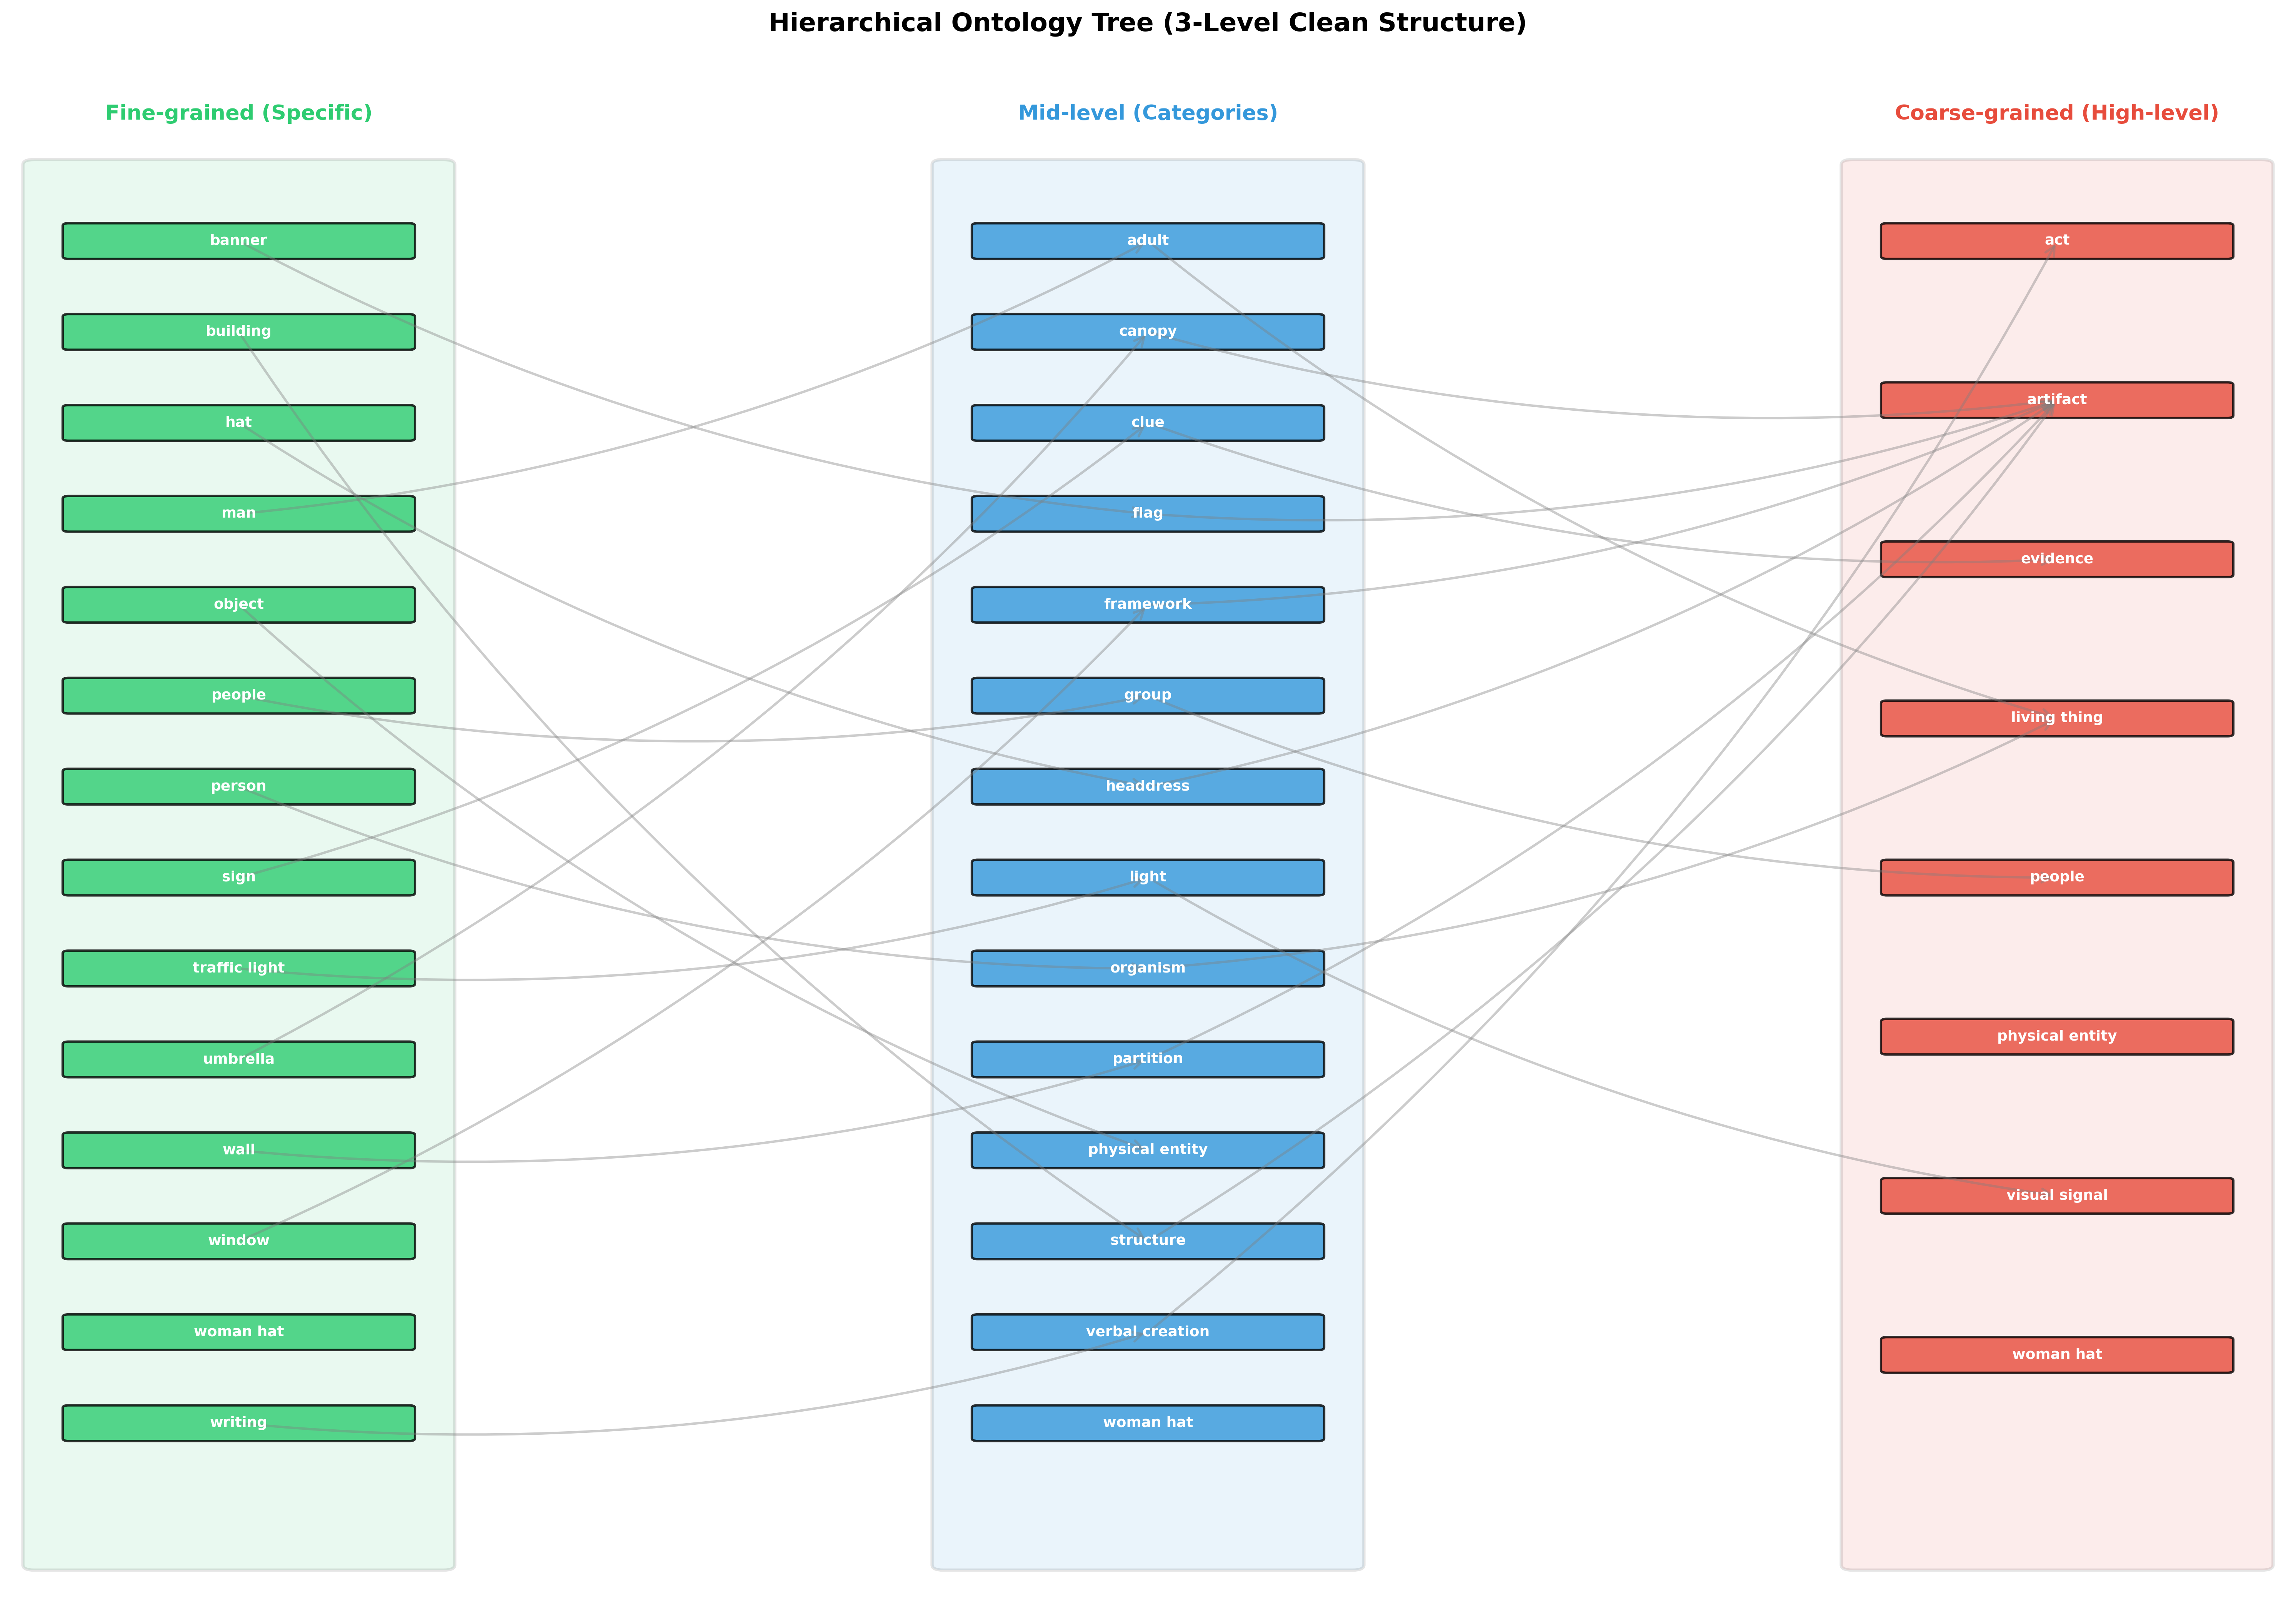 Hierarchical Ontology Tree (3-Level Clean Structure)
Fine-grained (Specific)
banner
building
hat
man
object
people
person
sign
traffic light
umbrella
wall
window
woman hat
writing
Mid-level (Categories)
adult
canopy
clue
flag
framework
group
headdress
light
organism
partition
physical entity
structure
verbal creation
woman hat
Coarse-grained (High-level)
act
artifact
evidence
living thing
people
physical entity
visual signal
woman hat